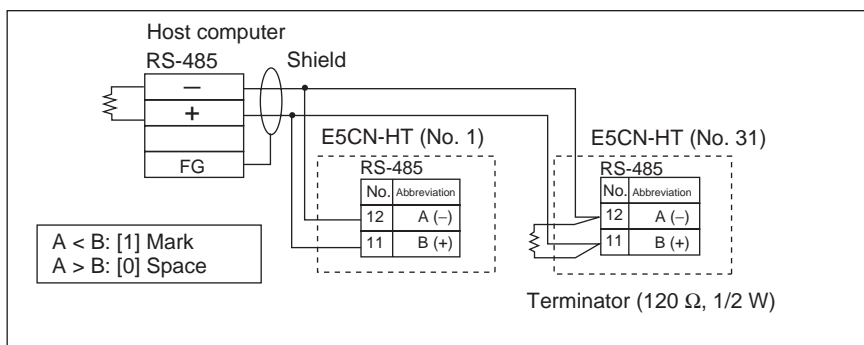 Host computer
RS-485
Shield
−
+
FG
E5CN-HT (No. 1)
RS-485
No. Abbreviation
12 A (−)
11 B (+)
E5CN-HT (No. 31)
RS-485
No. Abbreviation
12 A (−)
11 B (+)
A < B: [1] Mark
A > B: [0] Space
Terminator (120 Ω, 1/2 W)